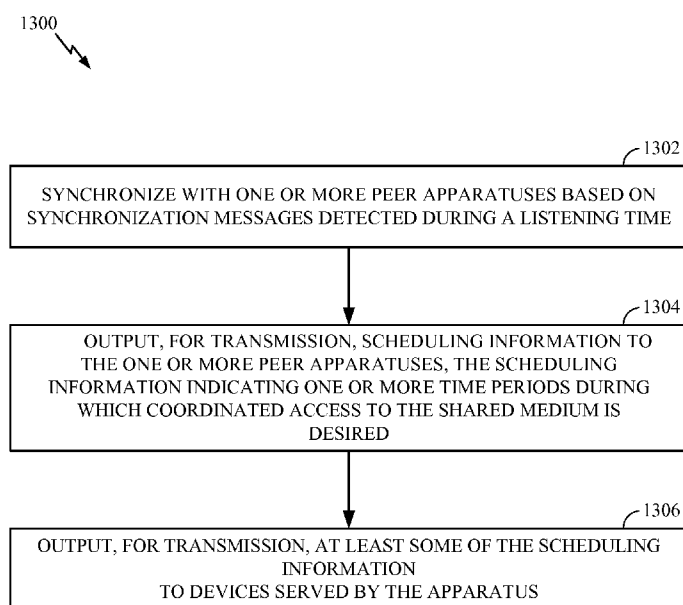 1300
1302
SYNCHRONIZE WITH ONE OR MORE PEER APPARATUSES BASED ON
SYNCHRONIZATION MESSAGES DETECTED DURING A LISTENING TIME
1304
OUTPUT, FOR TRANSMISSION, SCHEDULING INFORMATION TO
THE ONE OR MORE PEER APPARATUSES, THE SCHEDULING
INFORMATION INDICATING ONE OR MORE TIME PERIODS DURING
WHICH COORDINATED ACCESS TO THE SHARED MEDIUM IS
DESIRED
1306
OUTPUT, FOR TRANSMISSION, AT LEAST SOME OF THE SCHEDULING
INFORMATION
TO DEVICES SERVED BY THE APPARATUS